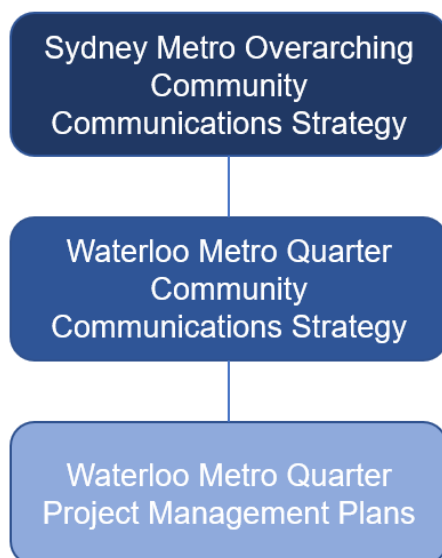 Sydney Metro Overarching
Community
Communications Strategy
Waterloo Metro Quarter
Community
Communications Strategy
Waterloo Metro Quarter
Project Management Plans